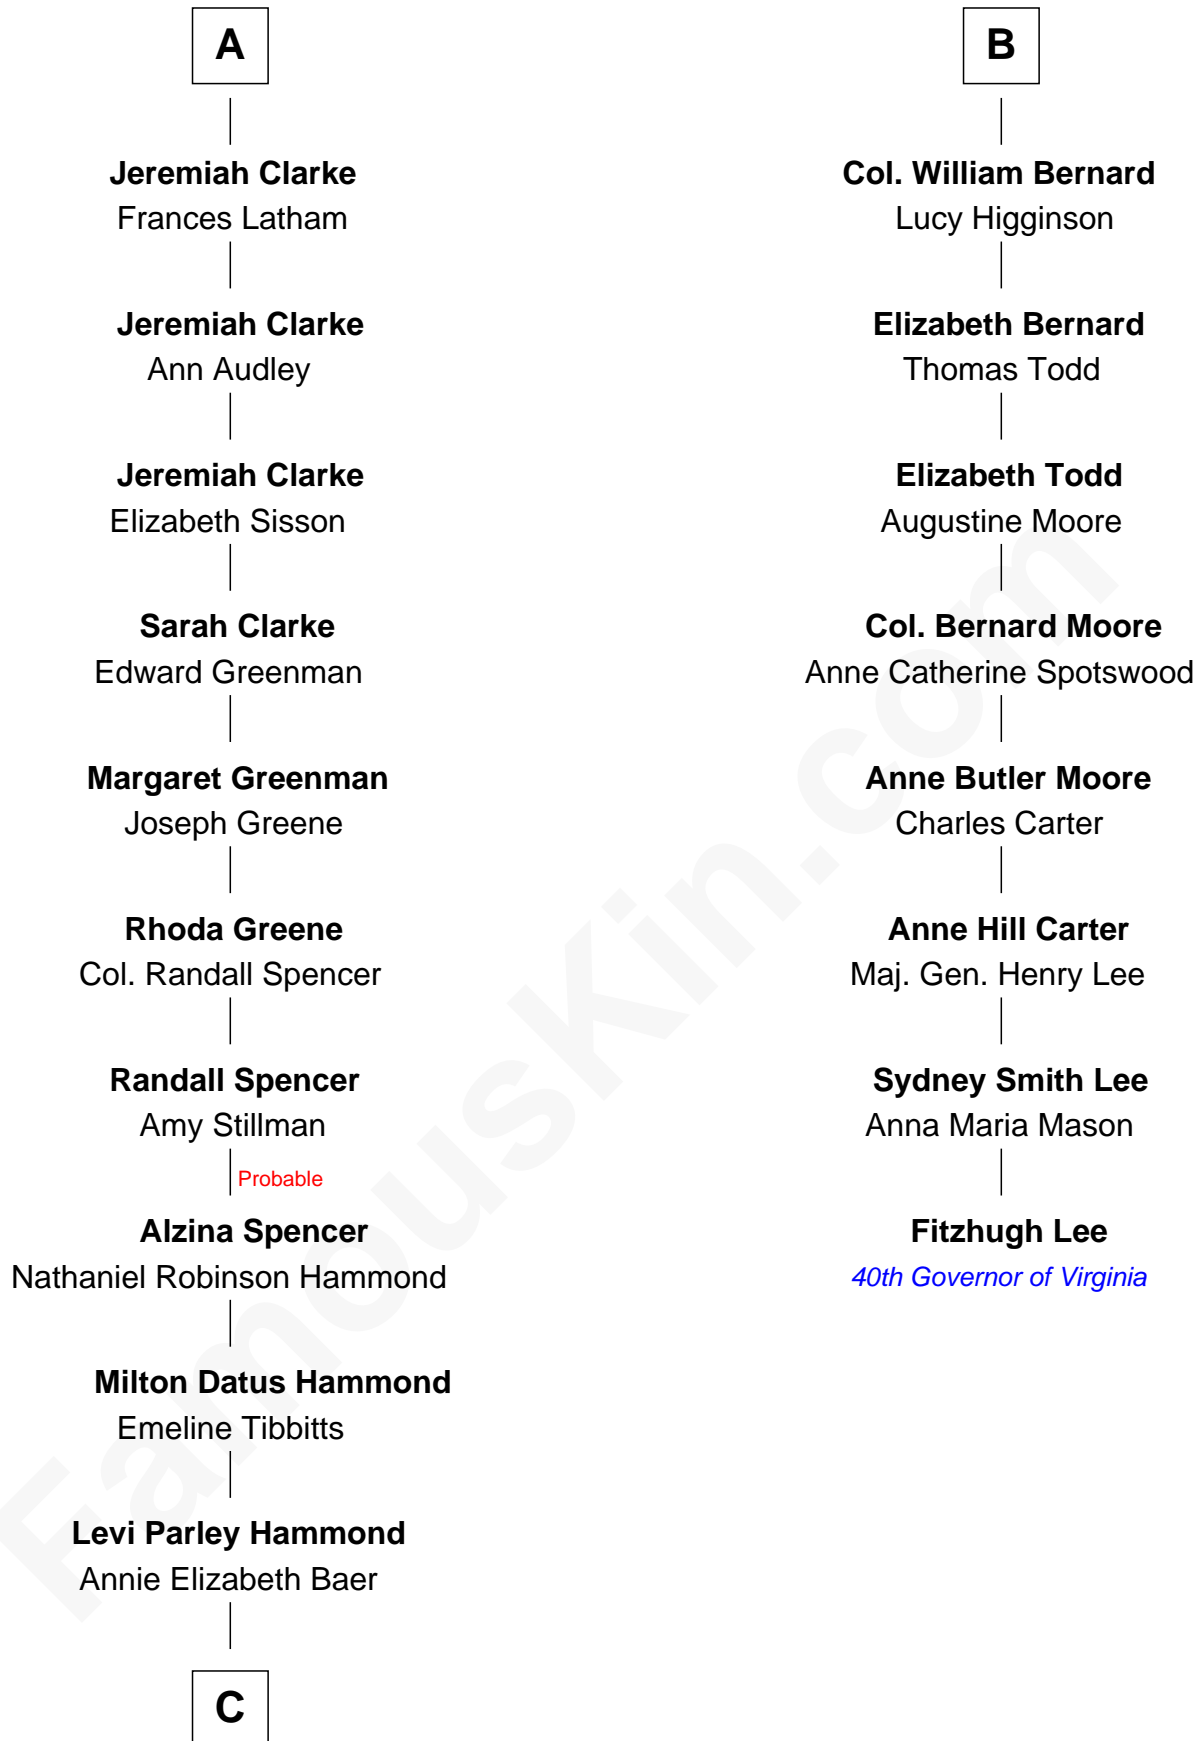 A
Jeremiah Clarke
Frances Latham
Jeremiah Clarke
Ann Audley
Jeremiah Clarke
Elizabeth Sisson
Sarah Clarke
Edward Greenman
Margaret Greenman
Joseph Greene
Rhoda Greene
Col. Randall Spencer
Randall Spencer
Amy Stillman
Probable
Alzina Spencer
Nathaniel Robinson Hammond
Milton Datus Hammond
Emeline Tibbitts
Levi Parley Hammond
Annie Elizabeth Baer
C
B
Col. William Bernard
Lucy Higginson
Elizabeth Bernard
Thomas Todd
Elizabeth Todd
Augustine Moore
Col. Bernard Moore
Anne Catherine Spotswood
Anne Butler Moore
Charles Carter
Anne Hill Carter
Maj. Gen. Henry Lee
Sydney Smith Lee
Anna Maria Mason
Fitzhugh Lee
40th Governor of Virginia
FamousKin.com